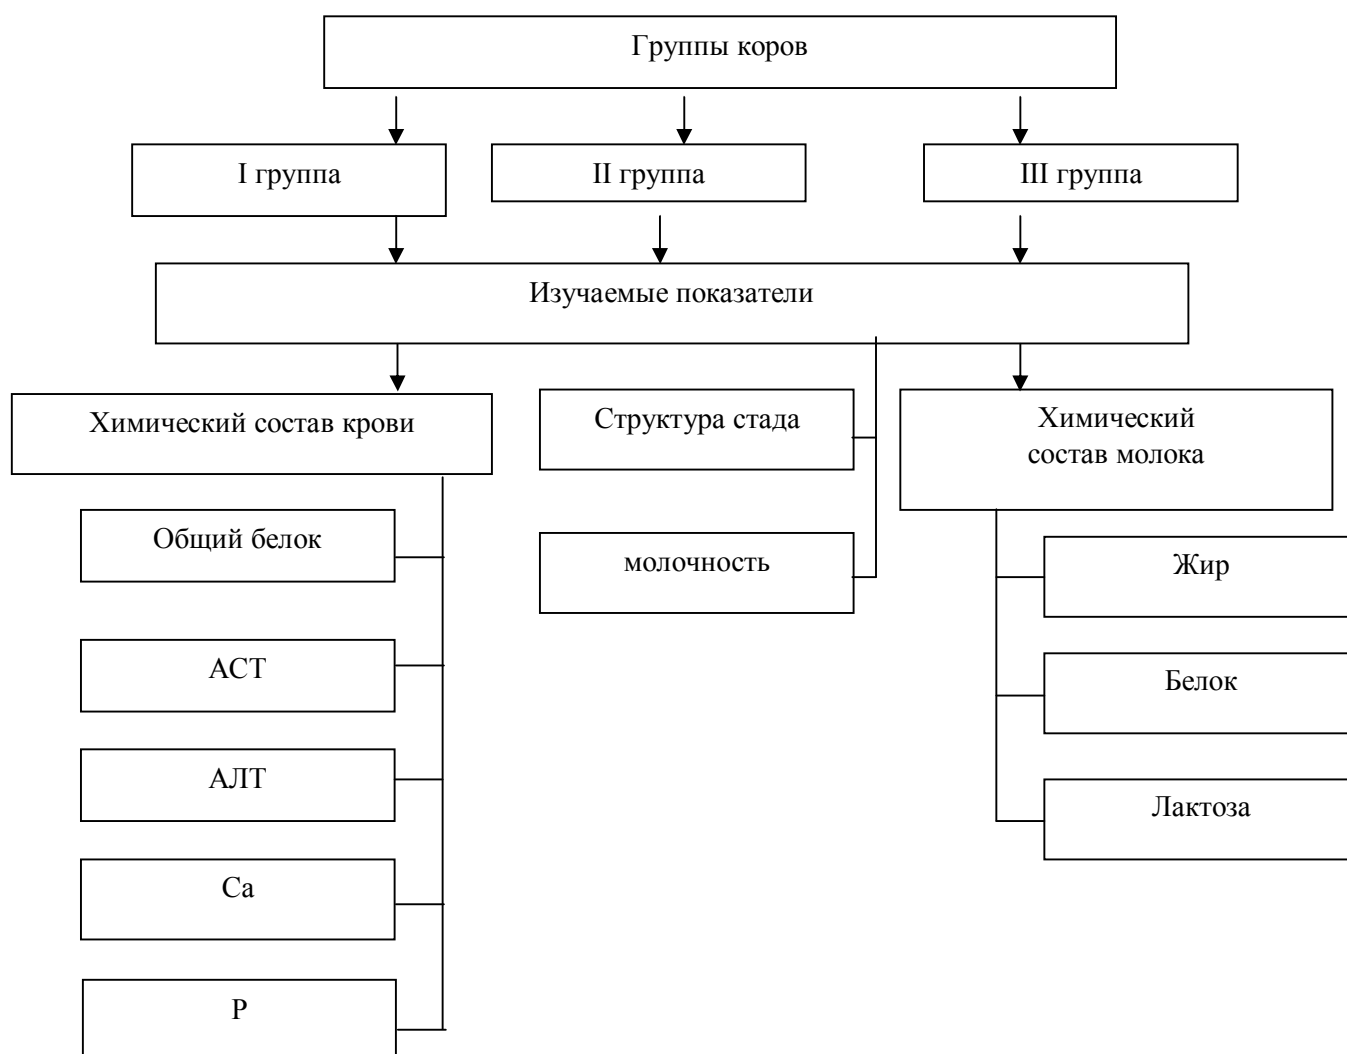 Группы коров
I группа
II группа
III группа
Изучаемые показатели
Химический состав крови
Структура стада
Химический
состав молока
Общий белок
молочность
Жир
АСТ
Белок
АЛТ
Лактоза
Са
Р